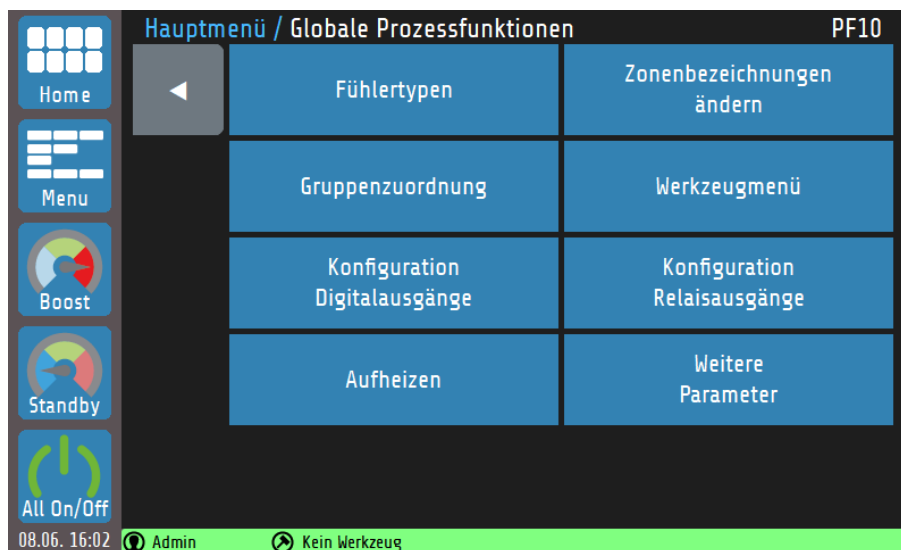 Hauptmenü / Globale Prozessfunktionen PF10
Home
Fühlertypen
Zonenbezeichnungen
ändern
Menu
Gruppenzuordnung
Werkzeugmenü
Boost
Konfiguration
Digitalausgänge
Konfiguration
Relaisausgänge
Standby
Aufheizen
Weitere
Parameter
All On/Off
08.06. 16:02 Admin Kein Werkzeug